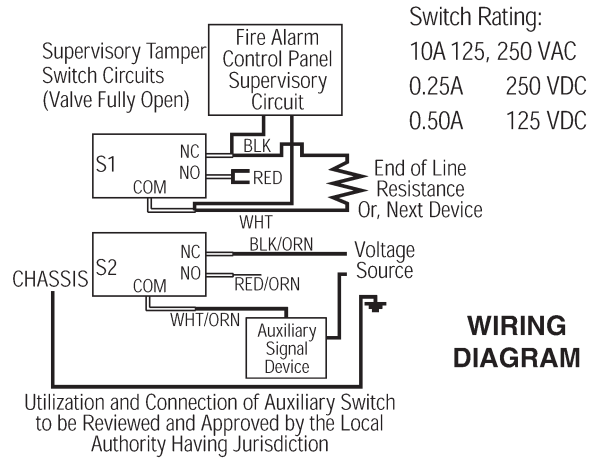 Supervisory Tamper
Switch Circuits
(Valve Fully Open)
Fire Alarm
Control Panel
Supervisory
Circuit
Switch Rating:
10A 125, 250 VAC
0.25A 250 VDC
0.50A 125 VDC
S1
NC
NO
COM
BLK
RED
WHT
End of Line
Resistance
Or, Next Device
S2
NC
NO
COM
BLK/ORN
RED/ORN
WHT/ORN
Voltage
Source
CHASSIS
Auxiliary
Signal
Device
WIRING
DIAGRAM
Utilization and Connection of Auxiliary Switch
to be Reviewed and Approved by the Local
Authority Having Jurisdiction